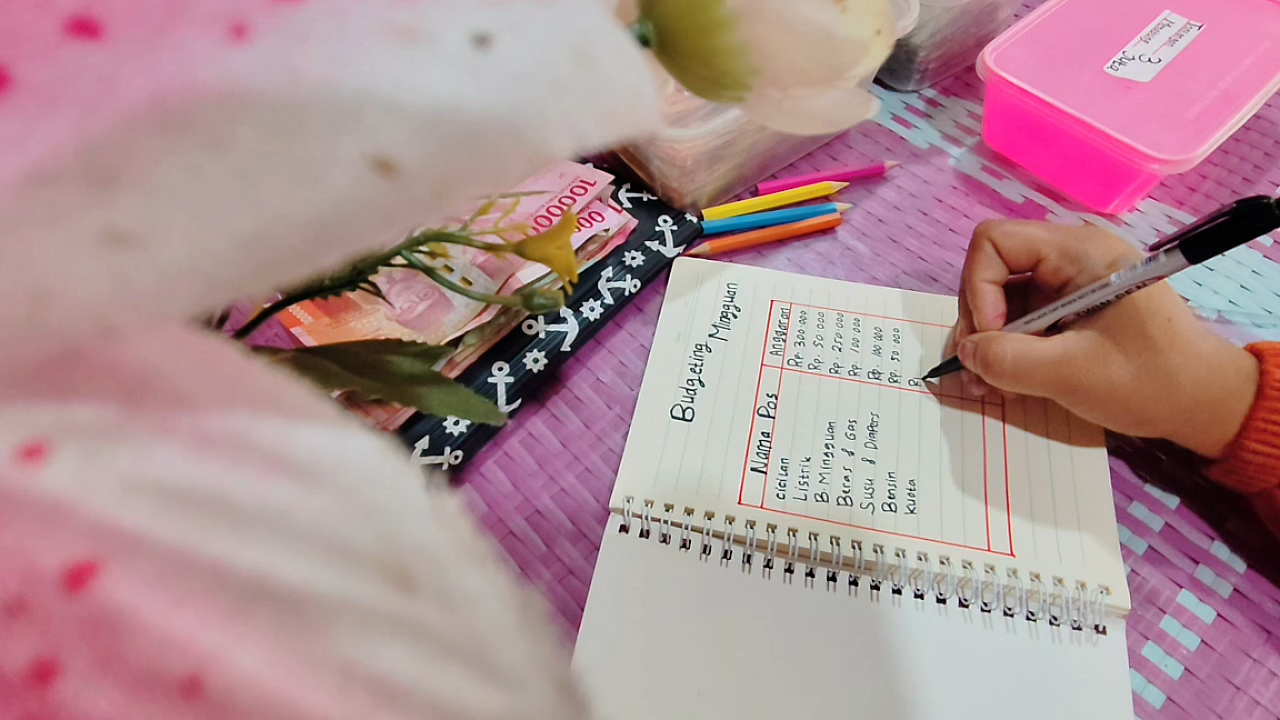 Budgeting Mingguan
Nama Pos Anggaran
cicilan Rp. 300.000
Listrik Rp. 50.000
B. Mingguan Rp. 250.000
Beras & Gas Rp. 100.000
Susu & Diapers Rp. 100.000
Bensin Rp. 50.000
Kuota R
100000